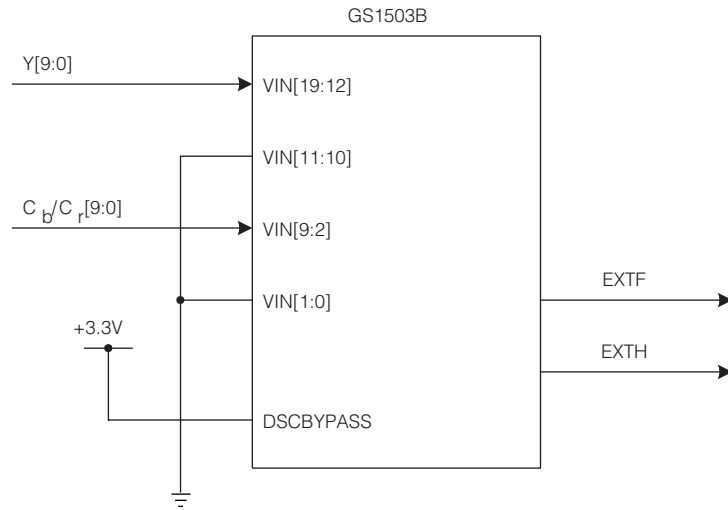 GS1503B
Y[9:0]
VIN[19:12]
VIN[11:10]
C b/C r[9:0]
VIN[9:2]
EXTF
VIN[1:0]
+3.3V
EXTH
DSCBYPASS